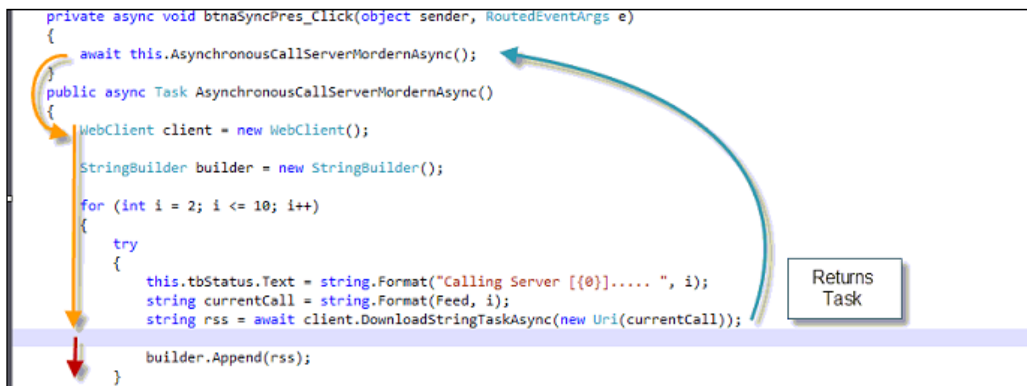 private async void btnaSyncPres_Click(object sender, RoutedEventArgs e)
{
await this.AsynchronousCallServerMordernAsync();
}
public async Task AsynchronousCallServerMordernAsync()
{
WebClient client = new WebClient();
StringBuilder builder = new StringBuilder();
for (int i = 2; i <= 10; i++)
{
try
{
this.tbStatus.Text = string.Format("Calling Server [{0}]..... ", i);
string currentCall = string.Format(Feed, i);
string rss = await client.DownloadStringTaskAsync(new Uri(currentCall));
builder.Append(rss);
}
Returns
Task